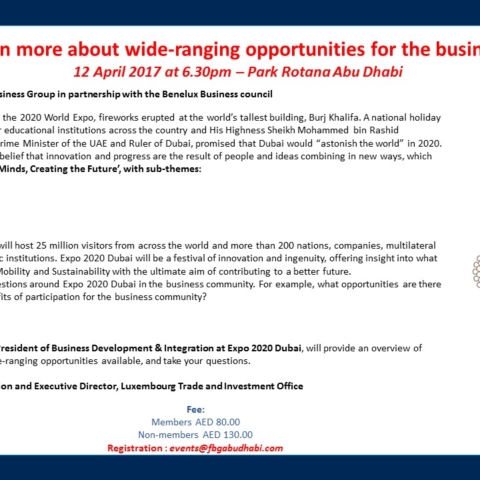 n more about wide-ranging opportunities for the busin
12 April 2017 at 6.30pm – Park Rotana Abu Dhabi
siness Group in partnership with the Benelux Business council
the 2020 World Expo, fireworks erupted at the world's tallest building, Burj Khalifa. A national holiday
r educational institutions across the country and His Highness Sheikh Mohammed bin Rashid
rime Minister of the UAE and Ruler of Dubai, promised that Dubai would "astonish the world" in 2020.
belief that innovation and progress are the result of people and ideas combining in new ways, which
Minds, Creating the Future', with sub-themes:
will host 25 million visitors from across the world and more than 200 nations, companies, multilateral
ic institutions. Expo 2020 Dubai will be a festival of innovation and ingenuity, offering insight into what
Mobility and Sustainability with the ultimate aim of contributing to a better future.
estions around Expo 2020 Dubai in the business community. For example, what opportunities are there
fits of participation for the business community?
President of Business Development & Integration at Expo 2020 Dubai, will provide an overview of
e-ranging opportunities available, and take your questions.
on and Executive Director, Luxembourg Trade and Investment Office
Fee:
Members AED 80.00
Non-members AED 130.00
Registration : events@fbgabudhabi.com